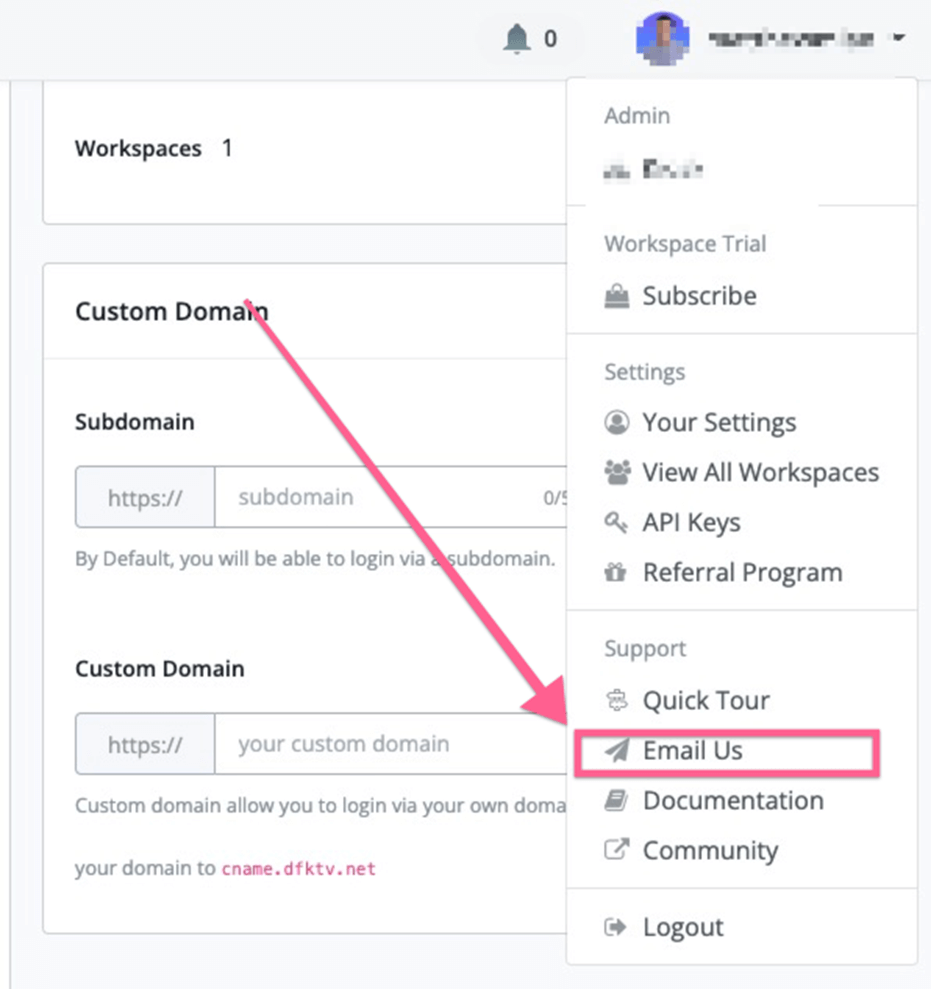 0
Workspaces 1
Custom Domain
Subdomain
https:// subdomain 0/5
By Default, you will be able to login via a subdomain.
Custom Domain
https:// your custom domain
Custom domain allow you to login via your own doma
your domain to cname.dfktv.net
Admin
Workspace Trial
Subscribe
Settings
Your Settings
View All Workspaces
API Keys
Referral Program
Support
Quick Tour
Email Us
Documentation
Community
Logout